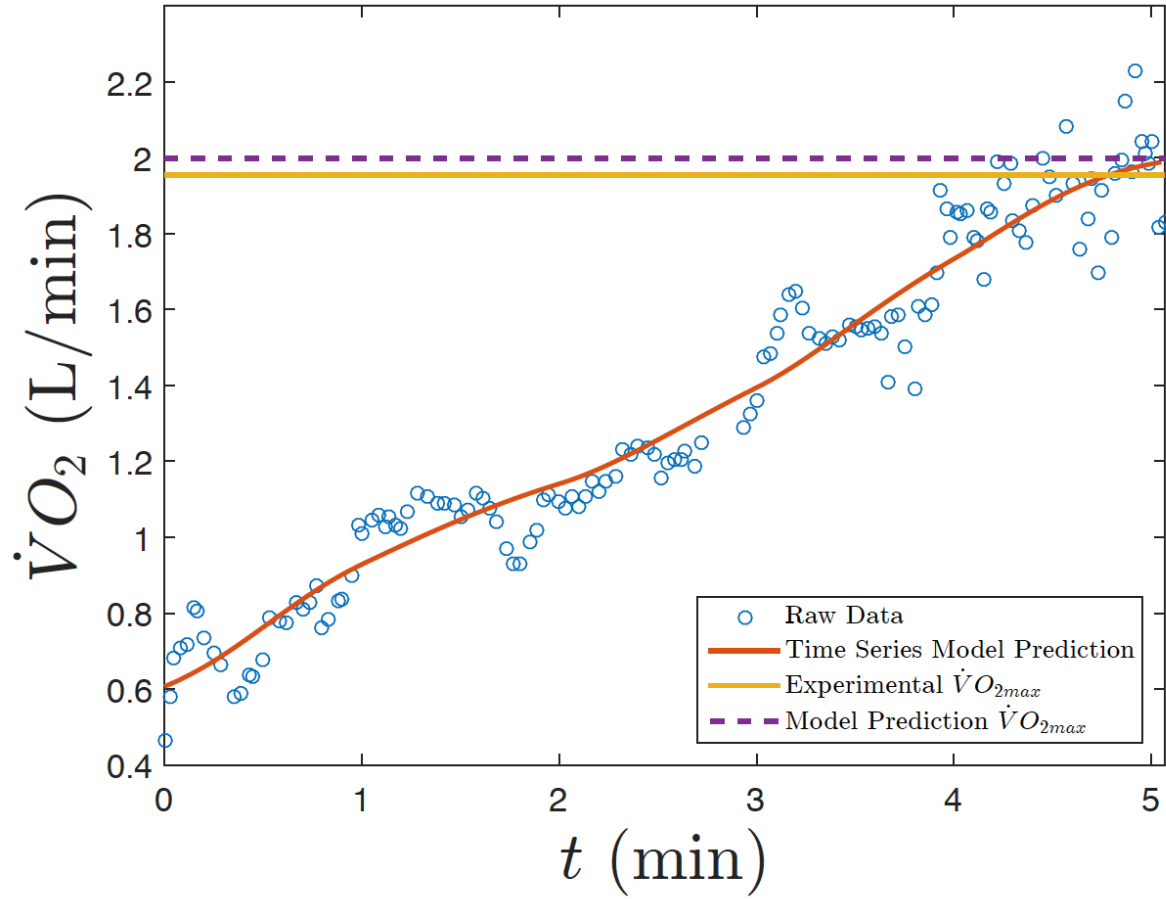 2.2
2
1.8
1.6
1.4
1.2
1
0.8
0.6
0.4
V̇O₂ (L/min)
0 1 2 3 4 5
t (min)
Raw Data
Time Series Model Prediction
Experimental V̇O₂ₘₐₓ
Model Prediction V̇O₂ₘₐₓ